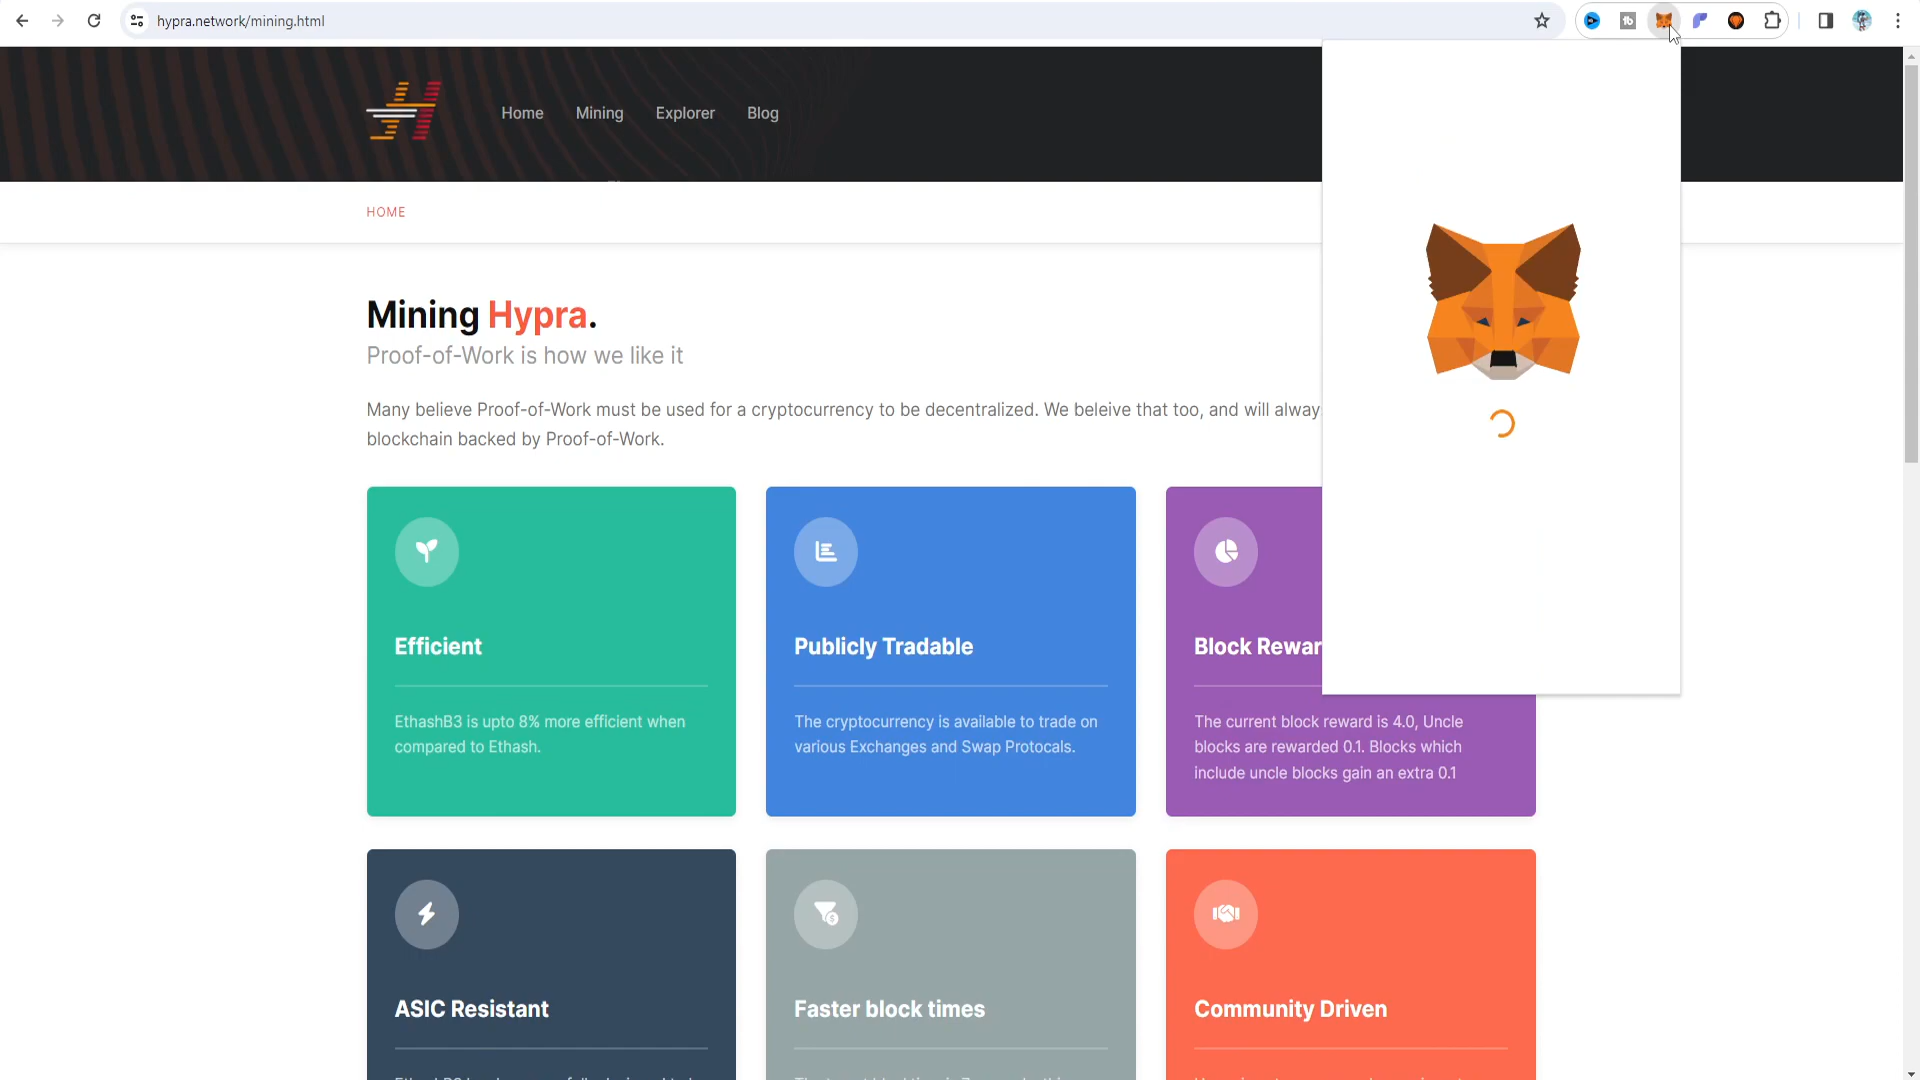 hypra.network/mining.html
Home Mining Explorer Blog
HOME
Mining Hypra.
Proof-of-Work is how we like it
Many believe Proof-of-Work must be used for a cryptocurrency to be decentralized. We beleive that too, and will alway
blockchain backed by Proof-of-Work.
Efficient
EthashB3 is upto 8% more efficient when
compared to Ethash.
Publicly Tradable
The cryptocurrency is available to trade on
various Exchanges and Swap Protocals.
Block Rewar
The current block reward is 4.0, Uncle
blocks are rewarded 0.1. Blocks which
include uncle blocks gain an extra 0.1
ASIC Resistant
Faster block times
Community Driven